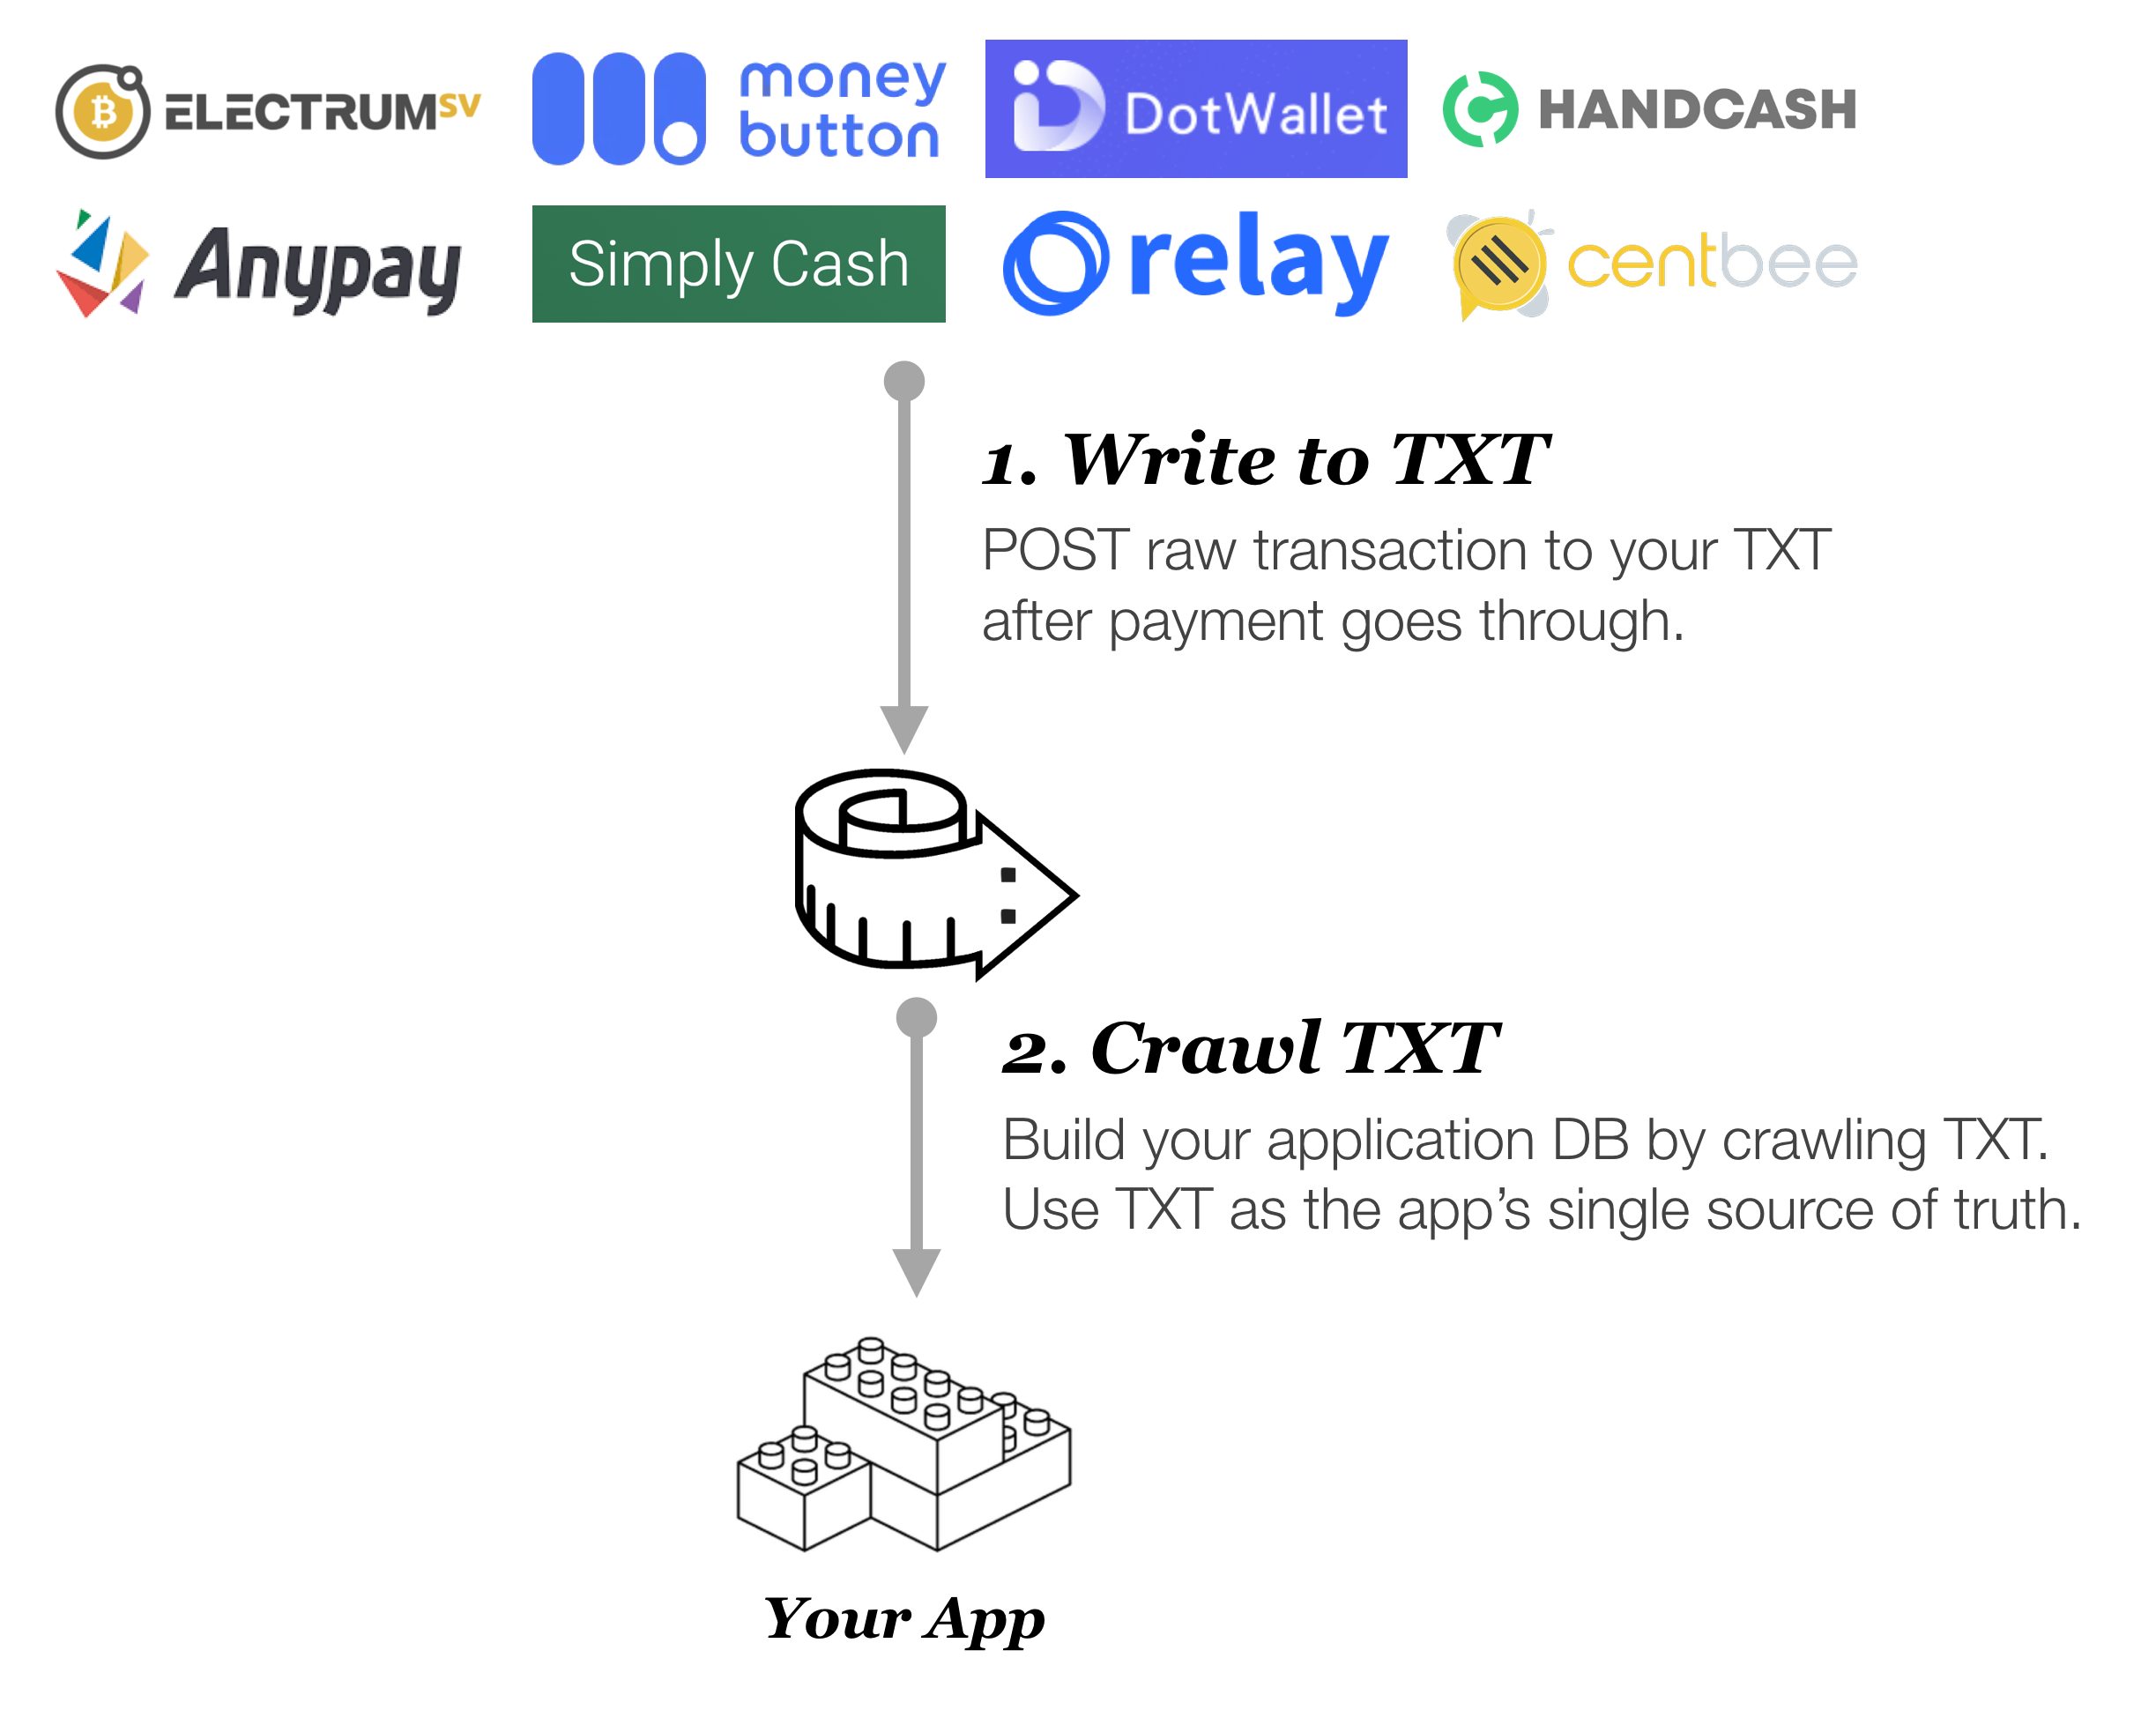 ELECTRUMSV
money button
DotWallet
HANDCASH
Anypay
Simply Cash
relay
centbee
1. Write to TXT
POST raw transaction to your TXT
after payment goes through.
2. Crawl TXT
Build your application DB by crawling TXT.
Use TXT as the app’s single source of truth.
Your App